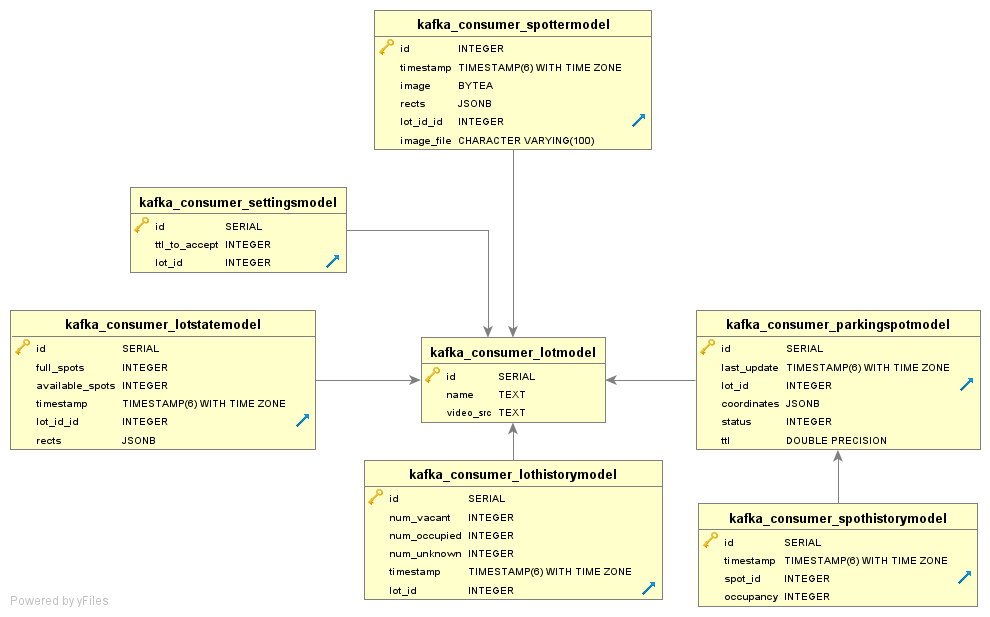 kafka_consumer_spottermodel
id INTEGER
timestamp TIMESTAMP(6) WITH TIME ZONE
image BYTEA
rects JSONB
lot_id_id INTEGER
image_file CHARACTER VARYING(100)
kafka_consumer_settingsmodel
id SERIAL
ttl_to_accept INTEGER
lot_id INTEGER
kafka_consumer_lotstatemodel
id SERIAL
full_spots INTEGER
available_spots INTEGER
timestamp TIMESTAMP(6) WITH TIME ZONE
lot_id_id INTEGER
rects JSONB
kafka_consumer_lotmodel
id SERIAL
name TEXT
video_src TEXT
kafka_consumer_parkingspotmodel
id SERIAL
last_update TIMESTAMP(6) WITH TIME ZONE
lot_id INTEGER
coordinates JSONB
status INTEGER
ttl DOUBLE PRECISION
kafka_consumer_lothistorymodel
id SERIAL
num_vacant INTEGER
num_occupied INTEGER
num_unknown INTEGER
timestamp TIMESTAMP(6) WITH TIME ZONE
lot_id INTEGER
kafka_consumer_spothistorymodel
id SERIAL
timestamp TIMESTAMP(6) WITH TIME ZONE
spot_id INTEGER
occupancy INTEGER
Powered by yFiles